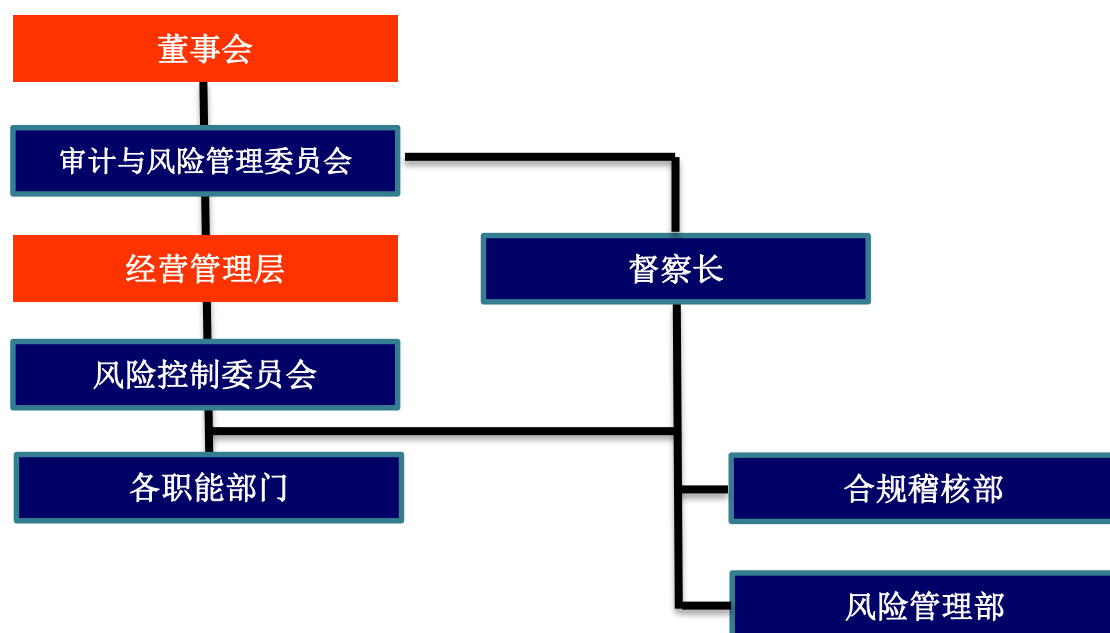 董事会
审计与风险管理委员会
经营管理层
督察长
风险控制委员会
各职能部门
合规稽核部
风险管理部